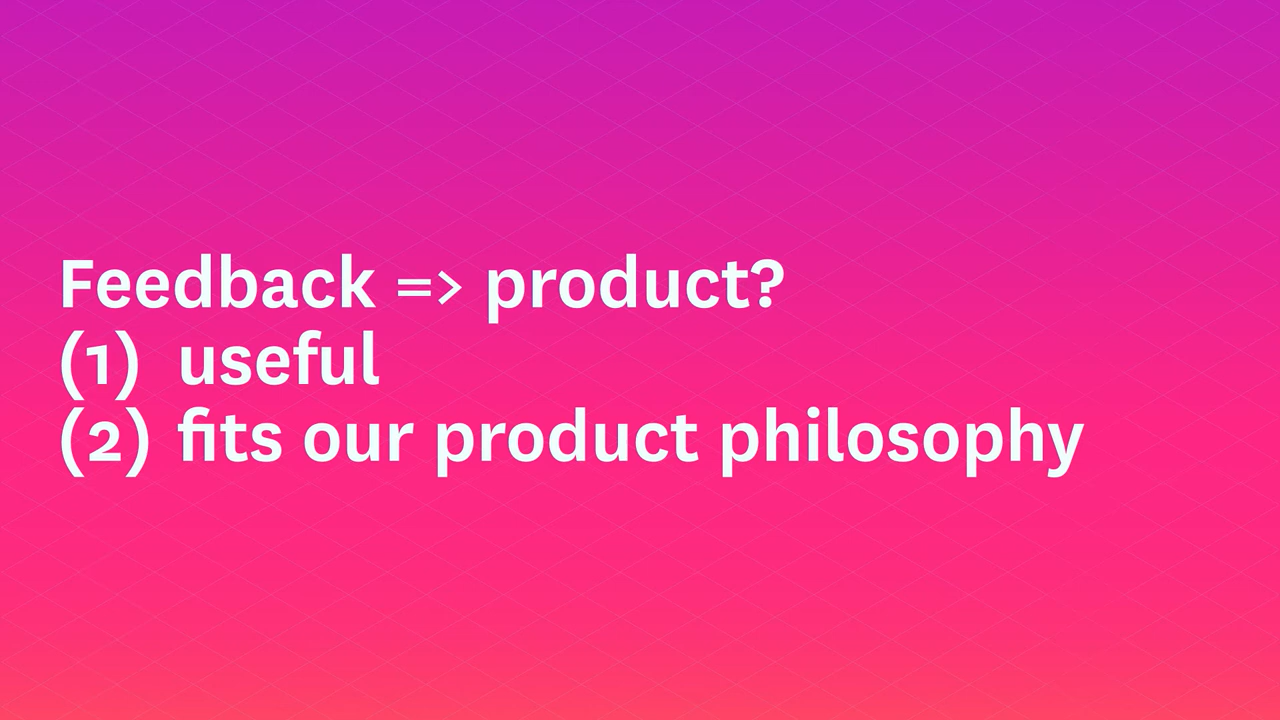 Feedback => product?
(1) useful
(2) fits our product philosophy